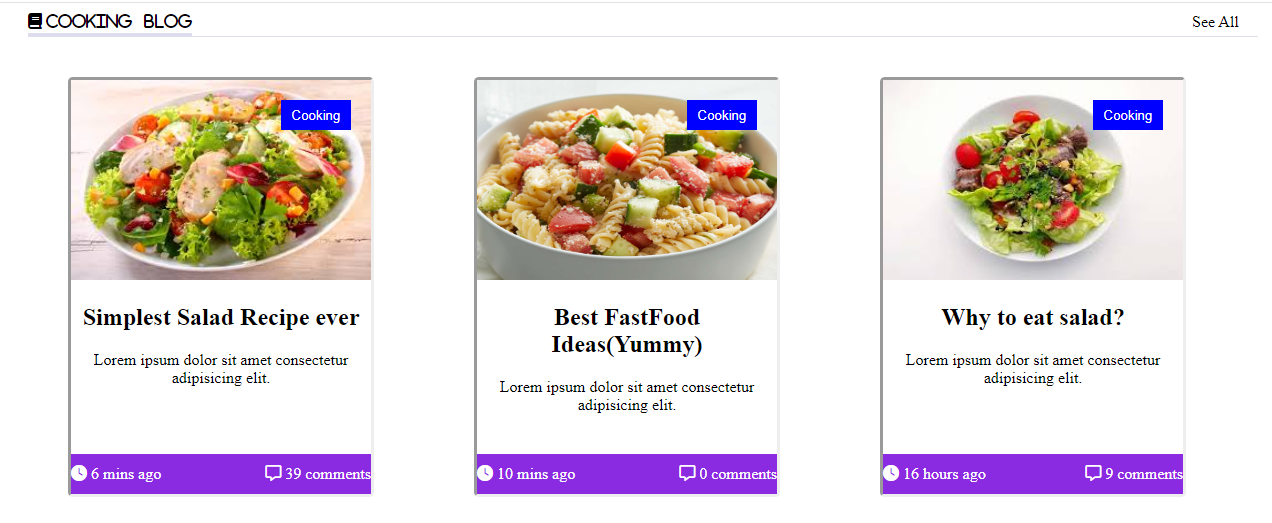 COOKING BLOG
See All
Cooking
Cooking
Cooking
Simplest Salad Recipe ever
Lorem ipsum dolor sit amet consectetur
adipisicing elit.
6 mins ago
39 comments
Best FastFood
Ideas(Yummy)
Lorem ipsum dolor sit amet consectetur
adipisicing elit.
10 mins ago
0 comments
Why to eat salad?
Lorem ipsum dolor sit amet consectetur
adipisicing elit.
16 hours ago
9 comments